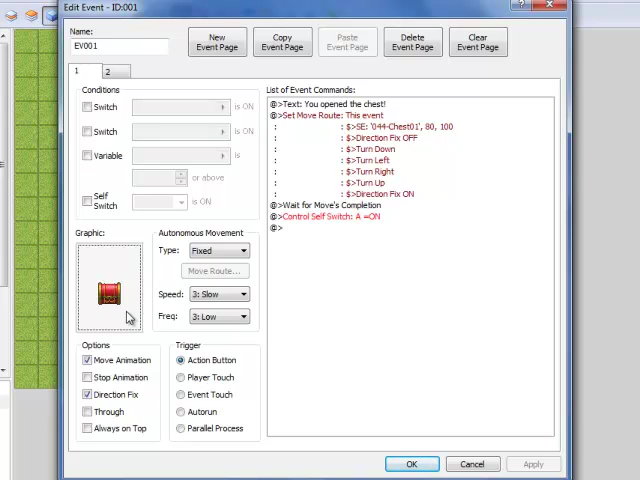 Edit Event - ID:001
?
Name:
EV001
New
Event Page
Copy
Event Page
Paste
Event Page
Delete
Event Page
Clear
Event Page
1
2
Conditions
Switch
is ON
Switch
is ON
Variable
is
or above
Self
Switch
is ON
Graphic:
Autonomous Movement
Type:
Fixed
Move Route...
Speed:
3: Slow
Freq:
3: Low
Options
Move Animation
Stop Animation
Direction Fix
Through
Always on Top
Trigger
Action Button
Player Touch
Event Touch
Autorun
Parallel Process
List of Event Commands:
@>Text: You opened the chest!
@>Set Move Route: This event
: : $>SE: '044-Chest01', 80, 100
: : $>Direction Fix OFF
: : $>Turn Down
: : $>Turn Left
: : $>Turn Right
: : $>Turn Up
: : $>Direction Fix ON
@>Wait for Move's Completion
@>Control Self Switch: A =ON
@>
OK
Cancel
Apply